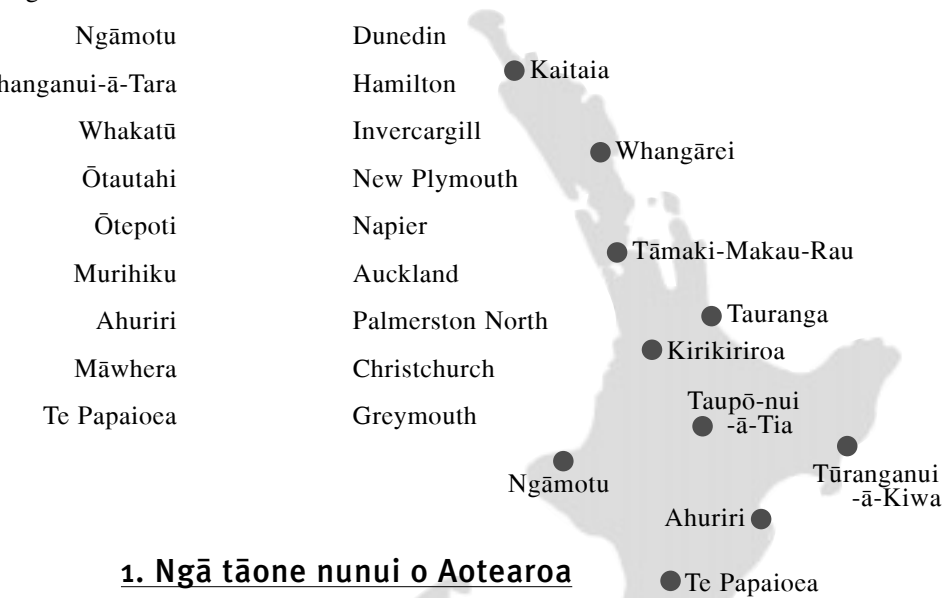 Ngāmotu Dunedin
hanganui-ā-Tara Hamilton
Whakatū Invercargill
Ōtautahi New Plymouth
Ōtepoti Napier
Murihiku Auckland
Ahuriri Palmerston North
Māwhera Christchurch
Te Papaioea Greymouth
Kaitaia
Whangārei
Tāmaki-Makau-Rau
Tauranga
Kirikiriroa
Taupō-nui
-ā-Tia
Ngāmotu
Tūranganui
-ā-Kiwa
Ahuriri
Te Papaioea
1. Ngā tāone nunui o Aotearoa